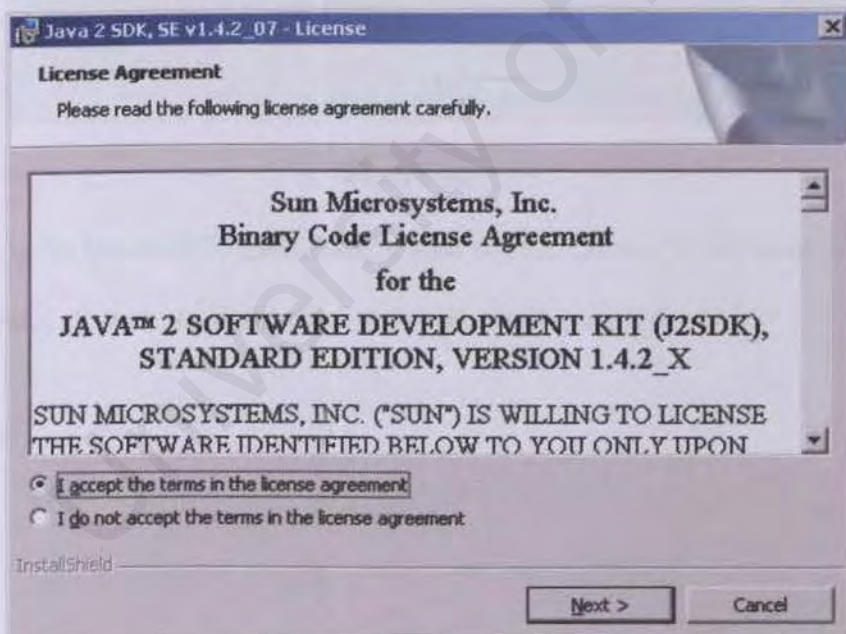 Java 2 SDK, SE v1.4.2_07 - License
License Agreement
Please read the following license agreement carefully.
Sun Microsystems, Inc.
Binary Code License Agreement
for the
JAVA™ 2 SOFTWARE DEVELOPMENT KIT (J2SDK),
STANDARD EDITION, VERSION 1.4.2_X
SUN MICROSYSTEMS, INC. ("SUN") IS WILLING TO LICENSE
THE SOFTWARE IDENTIFIED BELOW TO YOU ONLY UPON
I accept the terms in the license agreement
I do not accept the terms in the license agreement
InstallShield
Next >
Cancel
University of